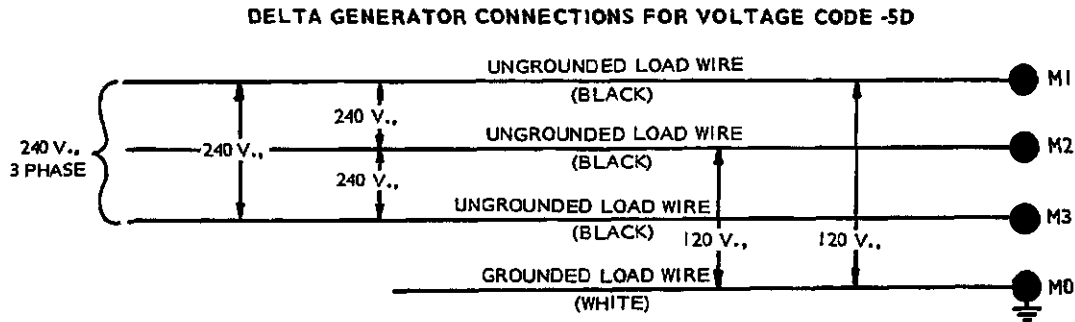 DELTA GENERATOR CONNECTIONS FOR VOLTAGE CODE -5D
UNGROUNDED LOAD WIRE
M1
(BLACK)
240 V.,
UNGROUNDED LOAD WIRE
240 V.,
3 PHASE
240 V.,
M2
(BLACK)
240 V.,
UNGROUNDED LOAD WIRE
M3
(BLACK)
120 V.,
120 V.,
GROUNDED LOAD WIRE
M0
(WHITE)